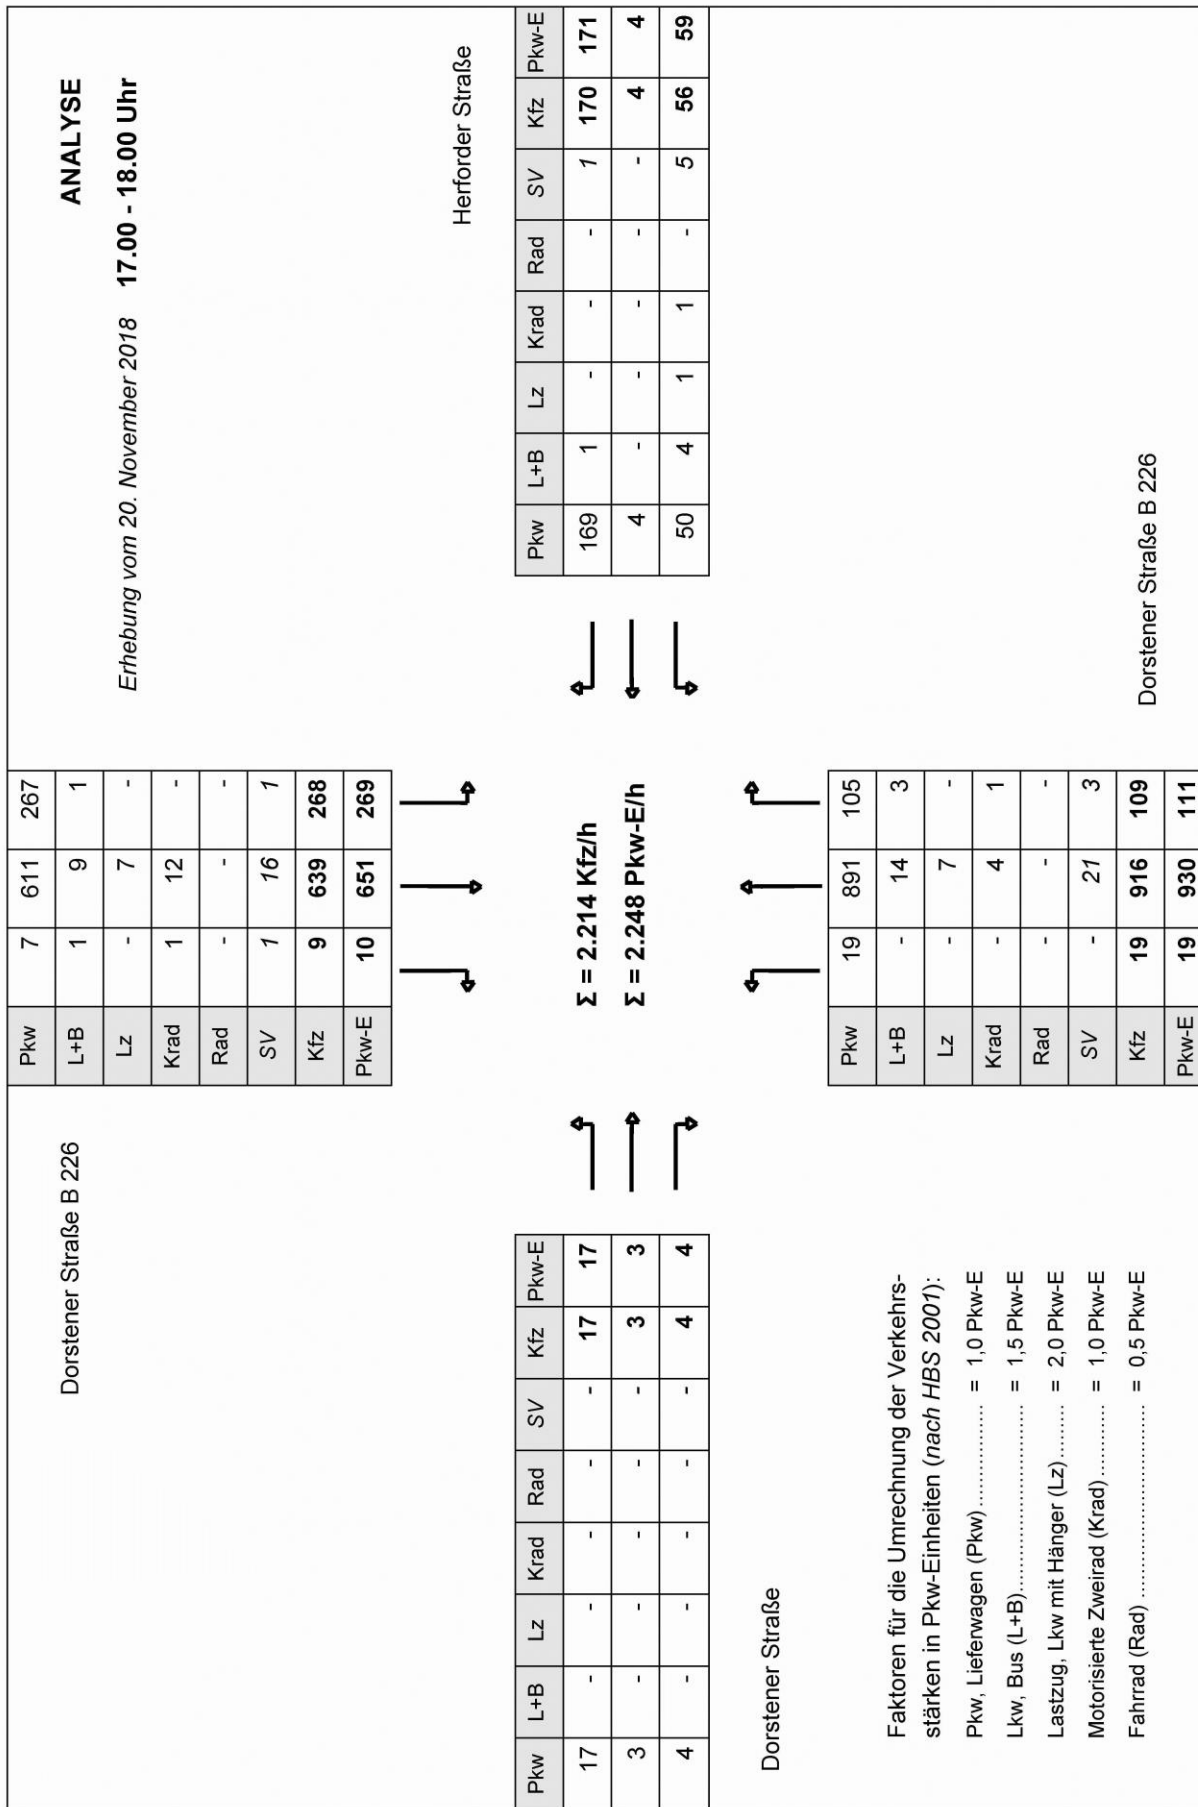 ANALYSE
Erhebung vom 20. November 2018 17.00 - 18.00 Uhr
Dorstener Straße B 226
Pkw 7 611 267
L+B 1 9 1
Lz - 7 -
Krad 1 12 -
Rad - - -
SV 1 16 1
Kfz 9 639 268
Pkw-E 10 651 269
Herforder Straße
Pkw L+B Lz Krad Rad SV Kfz Pkw-E
17 - - - - - 17 17
3 - - - - - 3 3
4 - - - - - 4 4
Σ = 2.214 Kfz/h
Σ = 2.248 Pkw-E/h
Pkw L+B Lz Krad Rad SV Kfz Pkw-E
169 1 - - - 1 170 171
4 - - - - - 4 4
50 4 1 1 - 5 56 59
Dorstener Straße
Pkw 19 891 105
L+B - 14 3
Lz - 7 -
Krad - 4 1
Rad - - -
SV - 21 3
Kfz 19 916 109
Pkw-E 19 930 111
Faktoren für die Umrechnung der Verkehrs-
stärken in Pkw-Einheiten (nach HBS 2001):
Pkw, Lieferwagen (Pkw)................ = 1,0 Pkw-E
Lkw, Bus (L+B)............................... = 1,5 Pkw-E
Lastzug, Lkw mit Hänger (Lz)......... = 2,0 Pkw-E
Motorisierte Zweirad (Krad)............ = 1,0 Pkw-E
Fahrrad (Rad) ................................ = 0,5 Pkw-E
Dorstener Straße B 226